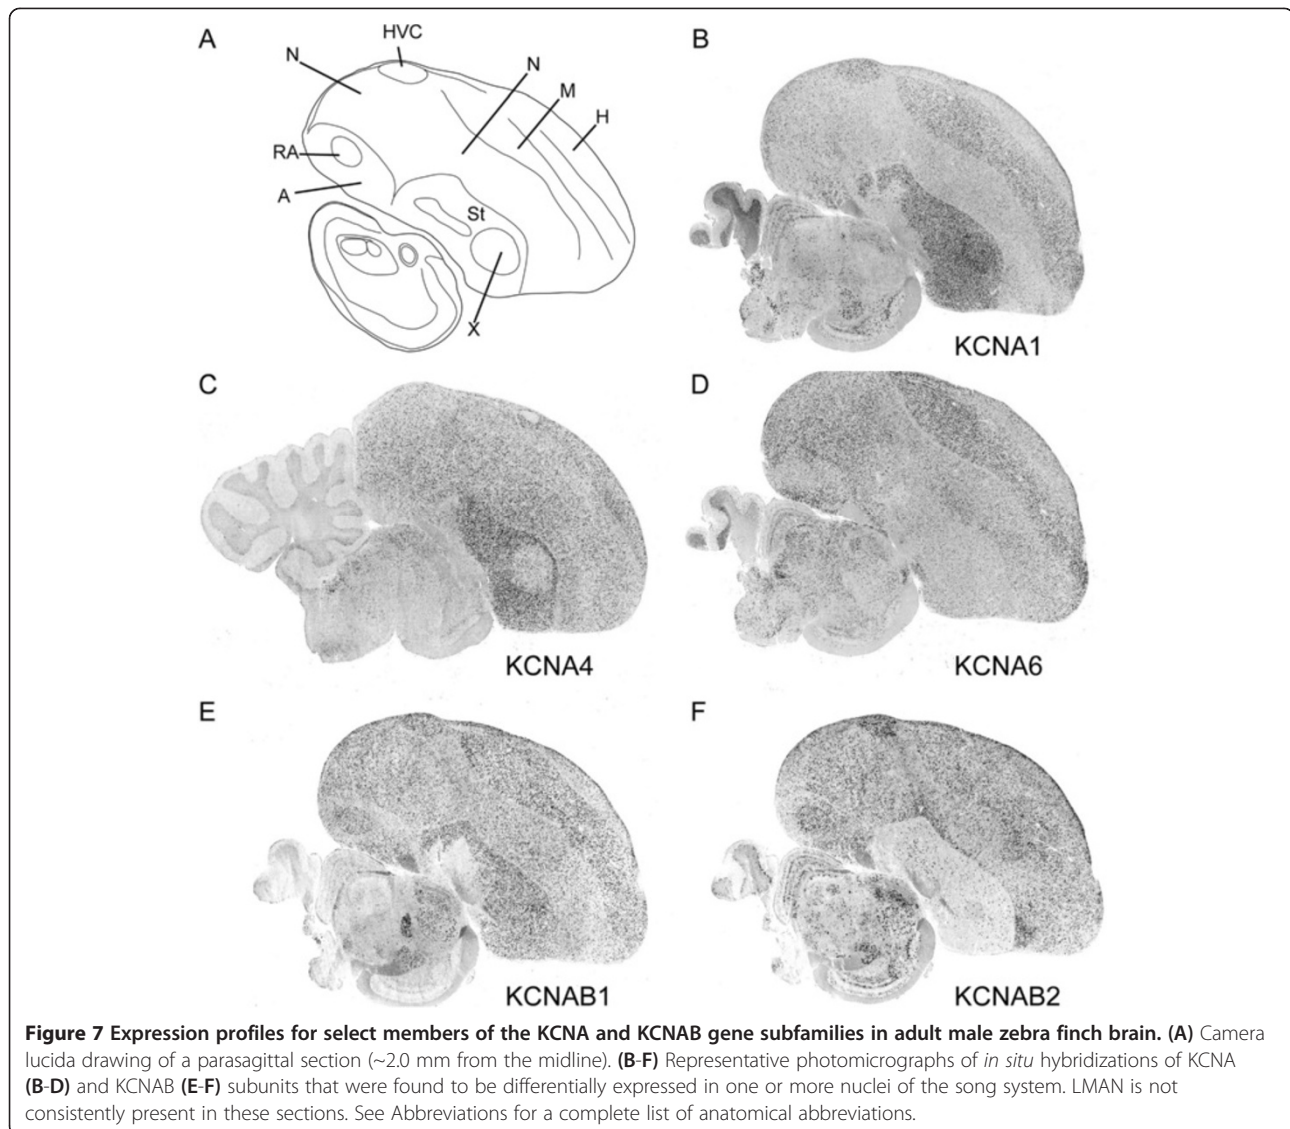 A
HVC
N
N
M
H
RA
A
St
X
B
KCNA1
C
KCNA4
D
KCNA6
E
KCNAB1
F
KCNAB2
Figure 7 Expression profiles for select members of the KCNA and KCNAB gene subfamilies in adult male zebra finch brain. (A) Camera
lucida drawing of a parasagittal section (~2.0 mm from the midline). (B-F) Representative photomicrographs of in situ hybridizations of KCNA
(B-D) and KCNAB (E-F) subunits that were found to be differentially expressed in one or more nuclei of the song system. LMAN is not
consistently present in these sections. See Abbreviations for a complete list of anatomical abbreviations.